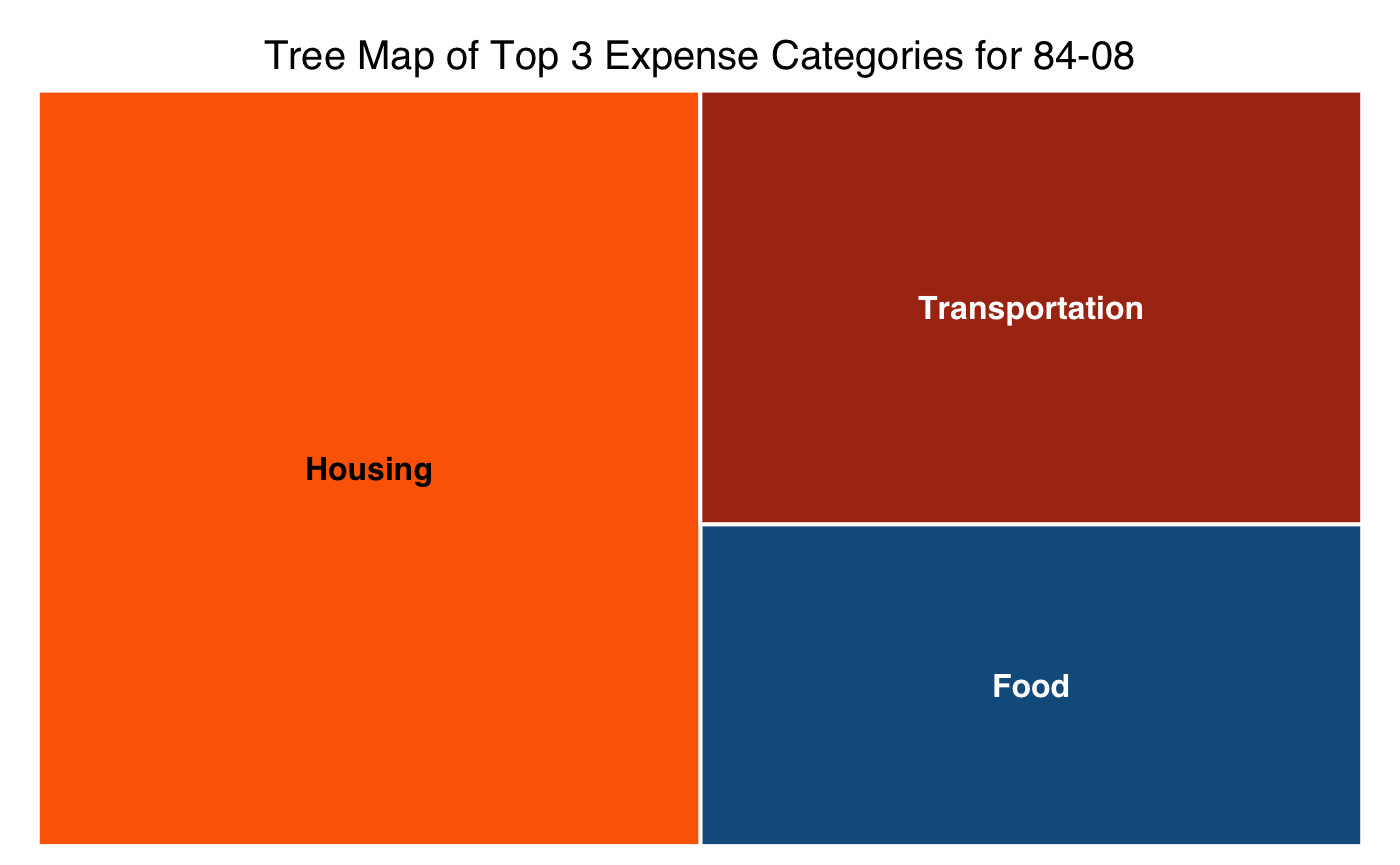 Tree Map of Top 3 Expense Categories for 84-08
Transportation
Housing
Food